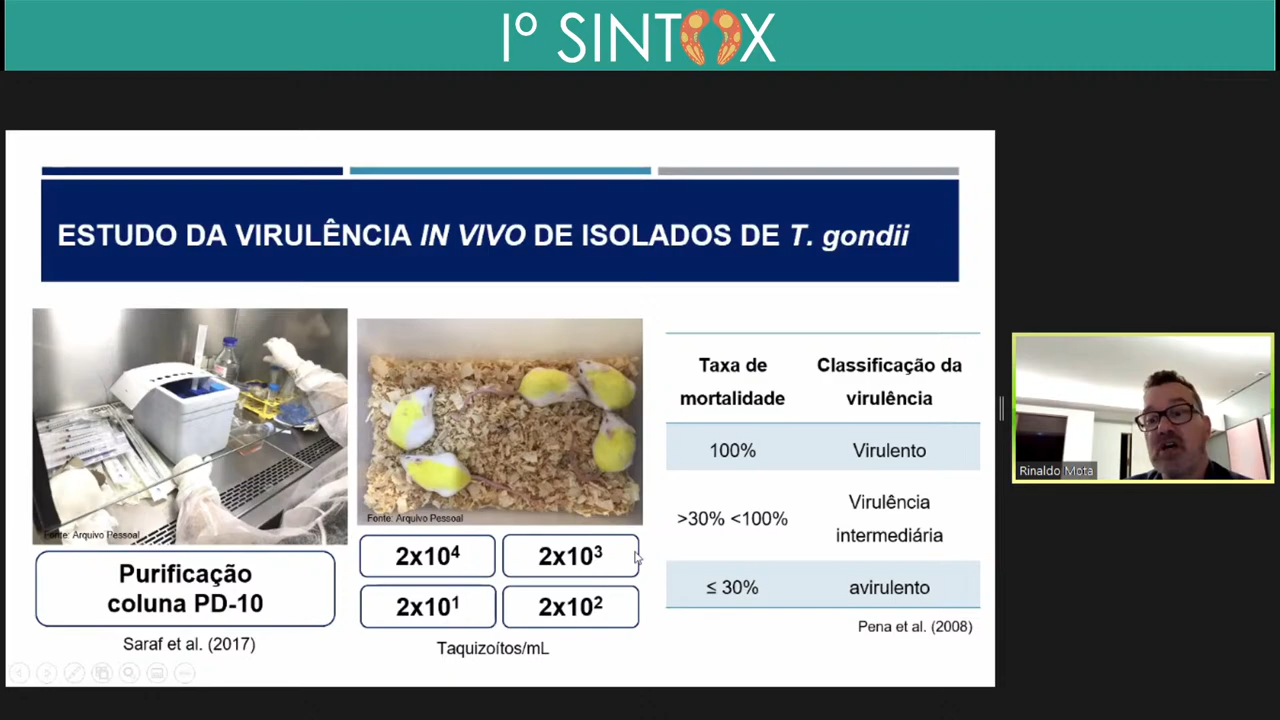 Iº SINTOX
ESTUDO DA VIRULÊNCIA IN VIVO DE ISOLADOS DE T. gondii
Fonte: Arquivo Pessoal
Purificação
coluna PD-10
Saraf et al. (2017)
Fonte: Arquivo Pessoal
2x10⁴ 2x10³
2x10¹ 2x10²
Taquizoítos/mL
Taxa de mortalidade Classificação da virulência
100% Virulento
>30% <100% Virulência intermediária
≤ 30% avirulento
Pena et al. (2008)
Rinaldo Mota